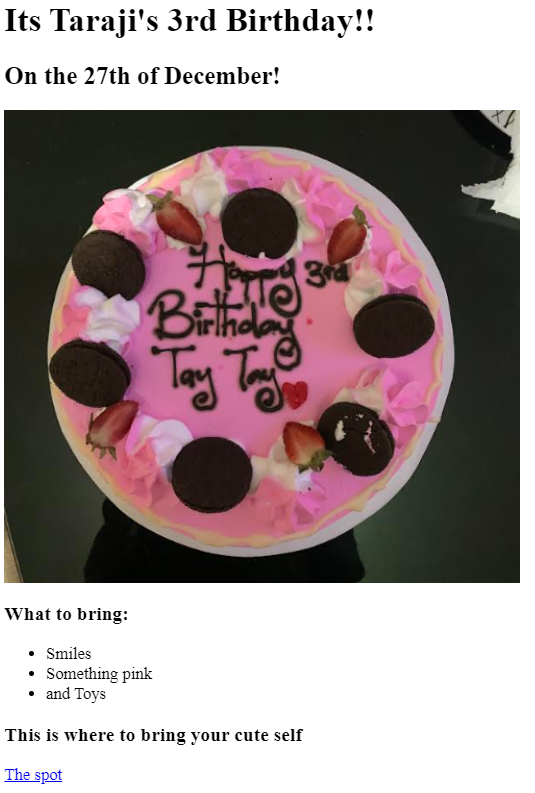 Its Taraji's 3rd Birthday!!
On the 27th of December!
Happy 3rd
Birthday
Tay Tay
What to bring:
Smiles
Something pink
and Toys
This is where to bring your cute self
The spot